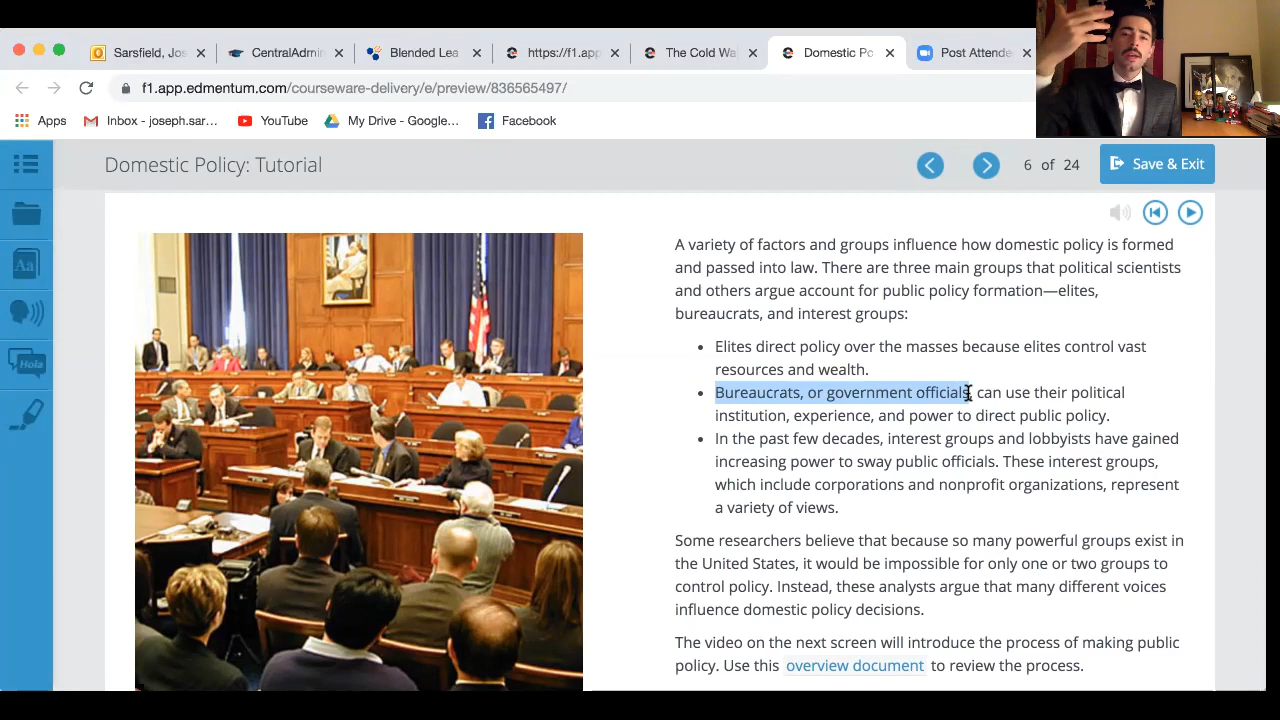 Sarsfield, Jos
CentralAdmi
Blended Lea
https://f1.app
The Cold Wa
Domestic Po
Post Attende
f1.app.edmentum.com/courseware-delivery/e/preview/836565497/
Apps
Inbox - joseph.sar...
YouTube
My Drive - Google...
Facebook
Domestic Policy: Tutorial
6 of 24
Save & Exit
A variety of factors and groups influence how domestic policy is formed
and passed into law. There are three main groups that political scientists
and others argue account for public policy formation—elites,
bureaucrats, and interest groups:
• Elites direct policy over the masses because elites control vast
resources and wealth.
• Bureaucrats, or government officials, can use their political
institution, experience, and power to direct public policy.
• In the past few decades, interest groups and lobbyists have gained
increasing power to sway public officials. These interest groups,
which include corporations and nonprofit organizations, represent
a variety of views.
Some researchers believe that because so many powerful groups exist in
the United States, it would be impossible for only one or two groups to
control policy. Instead, these analysts argue that many different voices
influence domestic policy decisions.
The video on the next screen will introduce the process of making public
policy. Use this overview document to review the process.
Aa
Hola